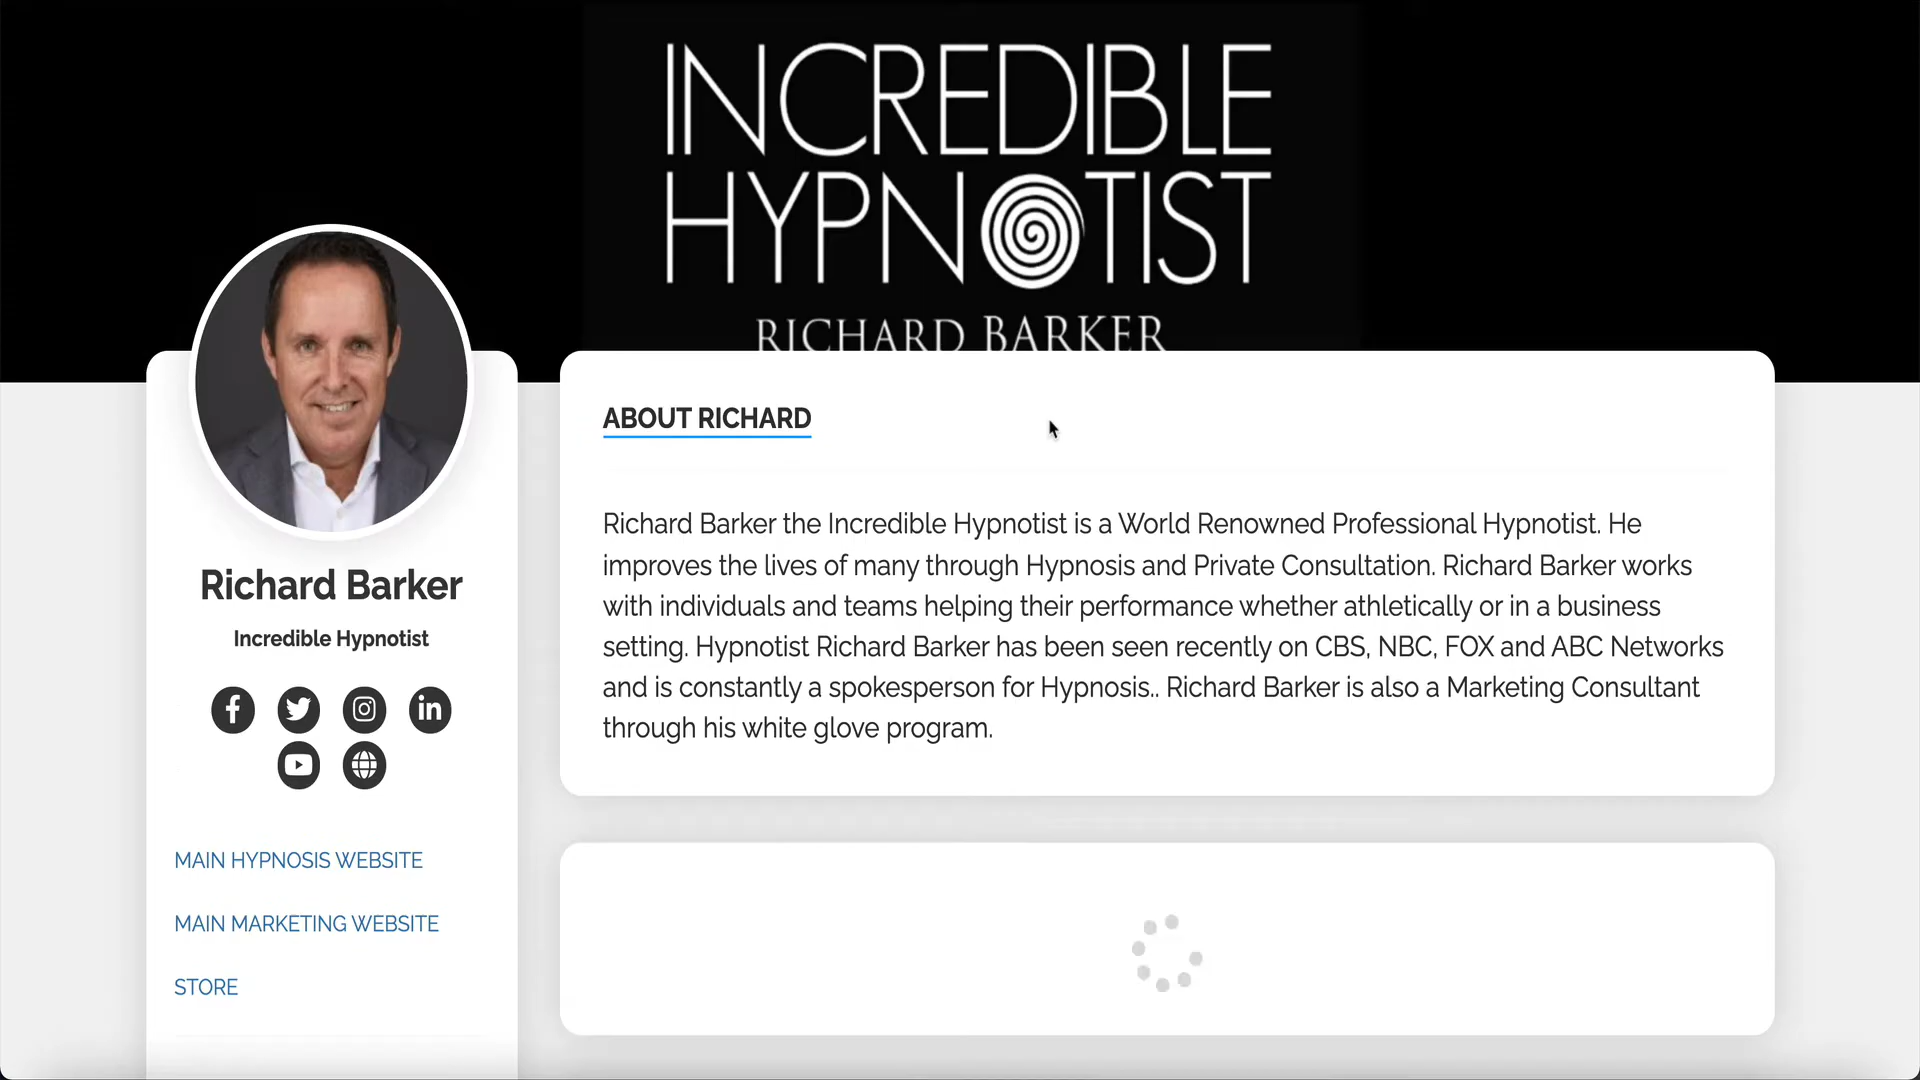 INCREDIBLE
HYPNOTIST
RICHARD BARKER
ABOUT RICHARD
Richard Barker the Incredible Hypnotist is a World Renowned Professional Hypnotist. He
improves the lives of many through Hypnosis and Private Consultation. Richard Barker works
with individuals and teams helping their performance whether athletically or in a business
setting. Hypnotist Richard Barker has been seen recently on CBS, NBC, FOX and ABC Networks
and is constantly a spokesperson for Hypnosis.. Richard Barker is also a Marketing Consultant
through his white glove program.
Richard Barker
Incredible Hypnotist
MAIN HYPNOSIS WEBSITE
MAIN MARKETING WEBSITE
STORE